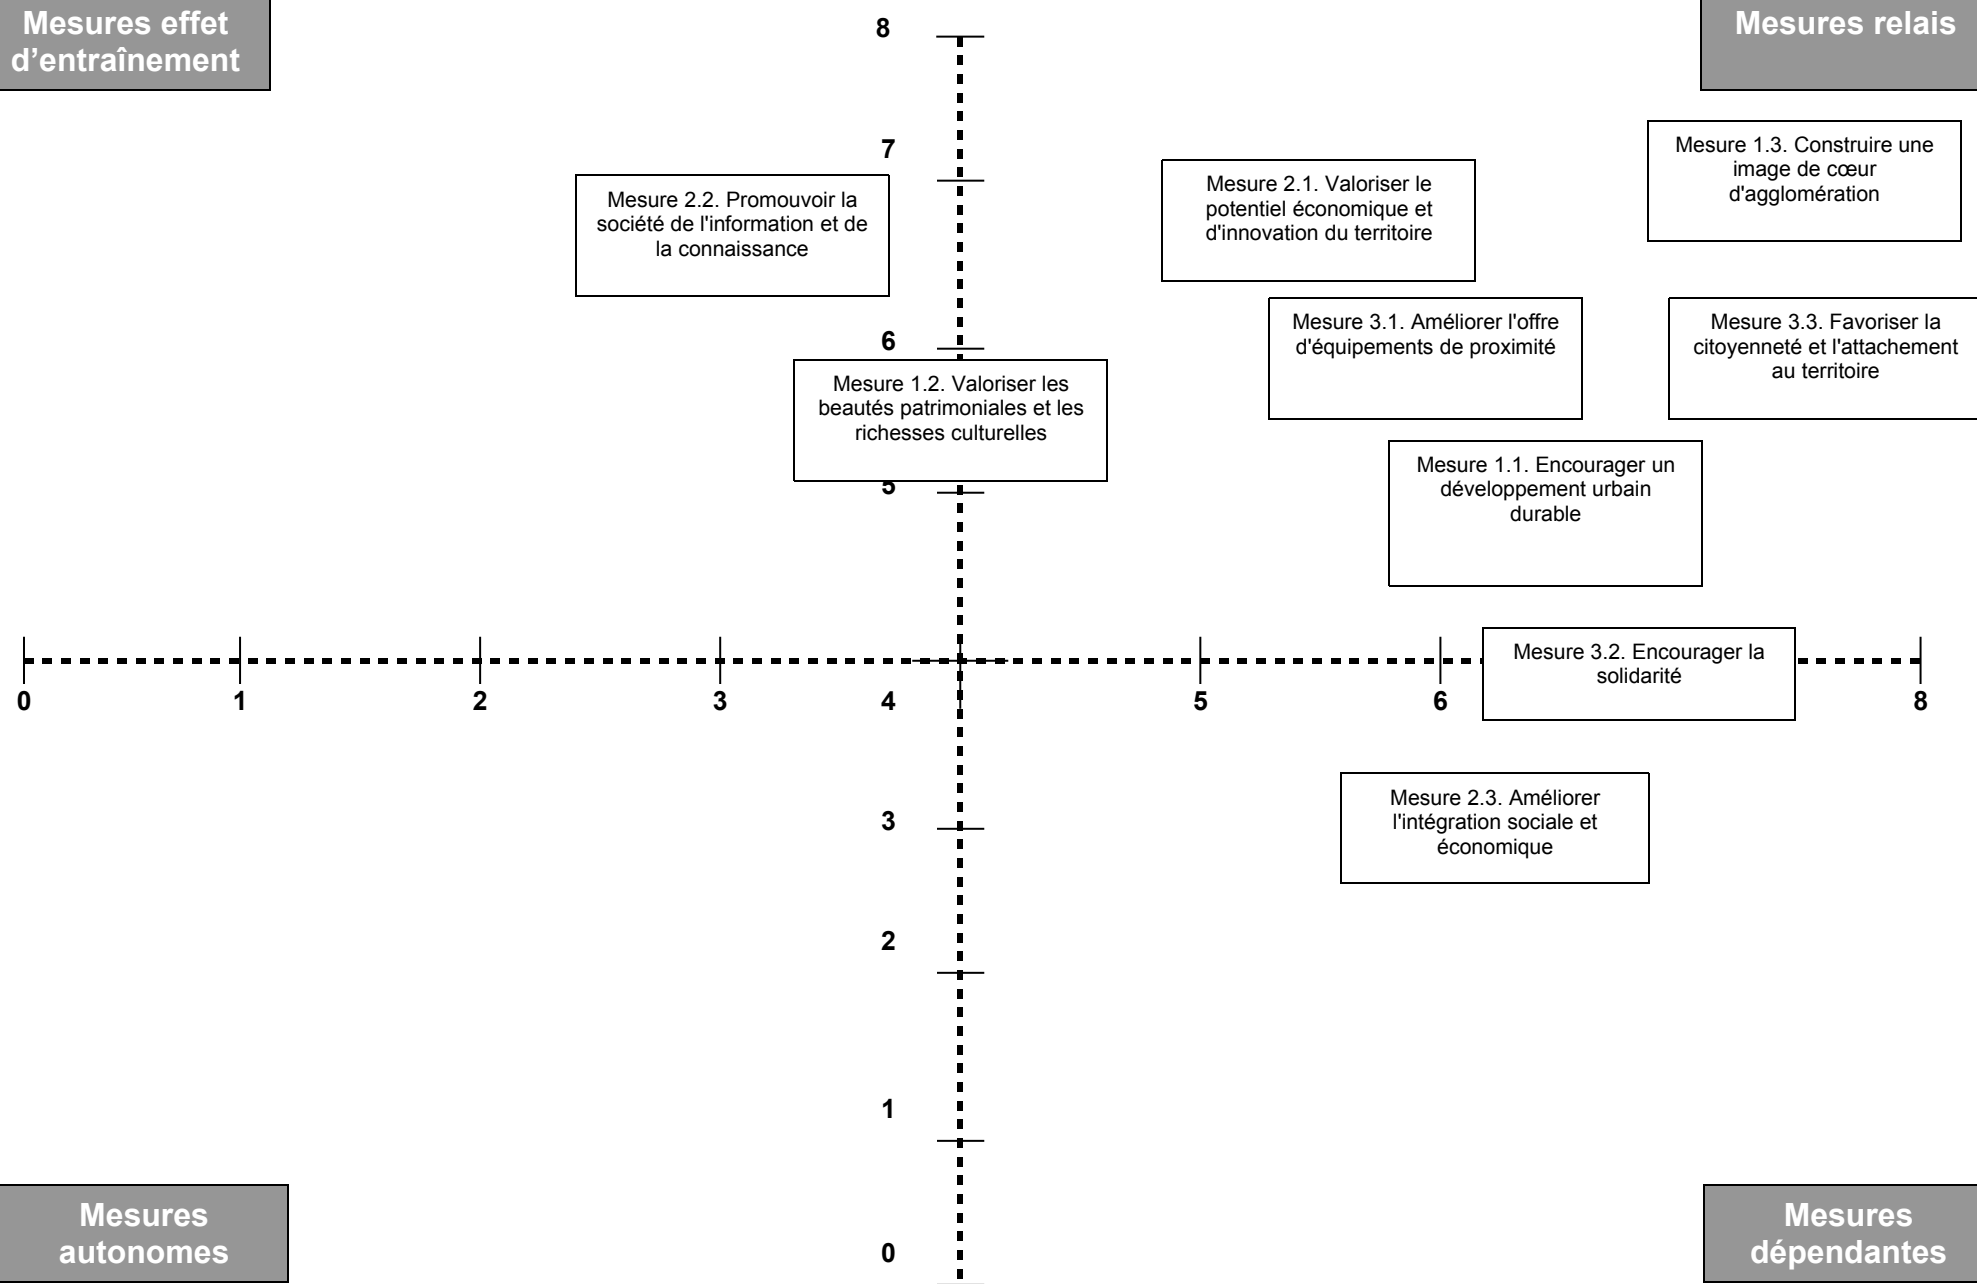 Mesures effet
d’entraînement
8
Mesures relais
7
Mesure 1.3. Construire une
image de cœur
d'agglomération
Mesure 2.1. Valoriser le
potentiel économique et
d'innovation du territoire
Mesure 2.2. Promouvoir la
société de l'information et de
la connaissance
6
Mesure 3.1. Améliorer l'offre
d'équipements de proximité
Mesure 3.3. Favoriser la
citoyenneté et l'attachement
au territoire
Mesure 1.2. Valoriser les
beautés patrimoniales et les
richesses culturelles
5
Mesure 1.1. Encourager un
développement urbain
durable
Mesure 3.2. Encourager la
solidarité
0 1 2 3 4 5 6 8
Mesure 2.3. Améliorer
l'intégration sociale et
économique
3
2
1
Mesures
autonomes
0
Mesures
dépendantes